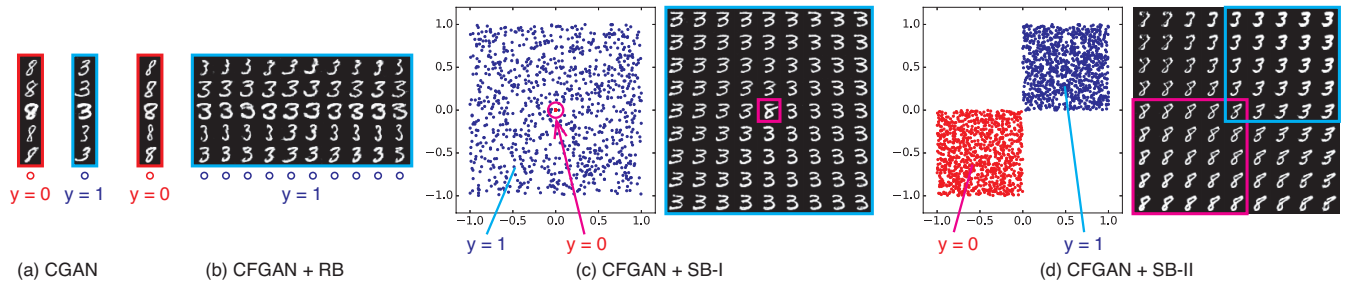 y = 0
y = 1
y = 0
y = 1
(a) CGAN
(b) CFGAN + RB
1.0
0.5
0.0
−0.5
−1.0
−1.0 −0.5 0.0 0.5 1.0
y = 1
y = 0
(c) CFGAN + SB-I
1.0
0.5
0.0
−0.5
−1.0
−1.0 −0.5 0.0 0.5 1.0
y = 0
y = 1
(d) CFGAN + SB-II